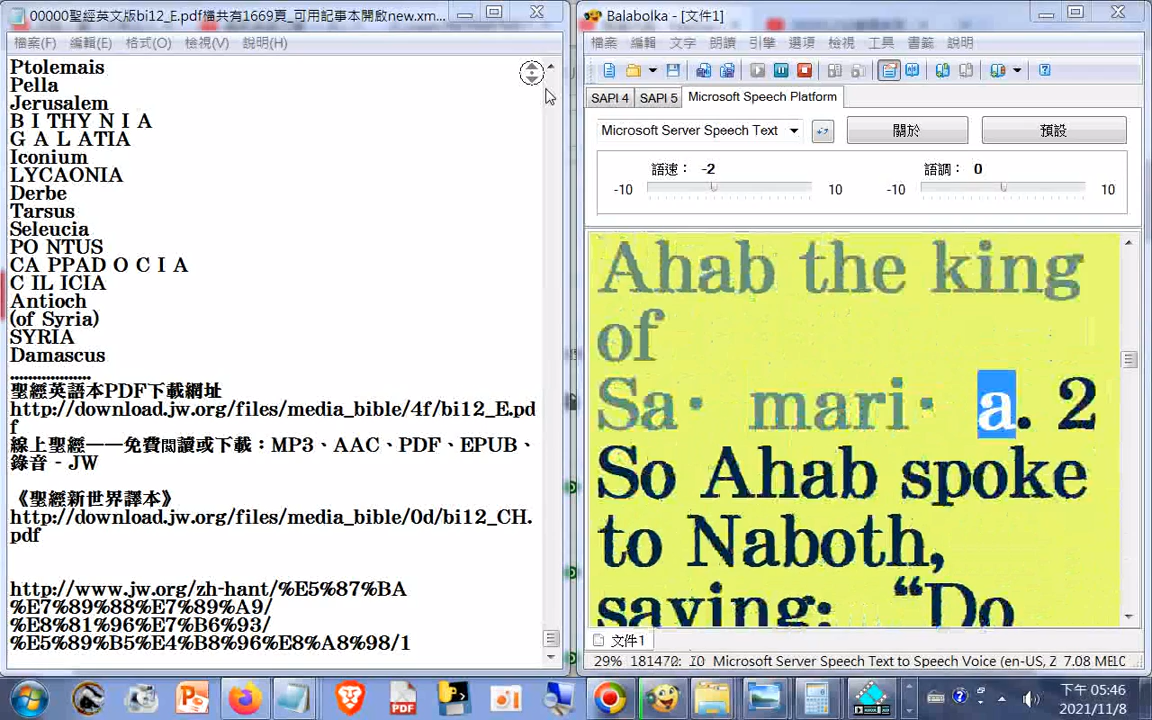 00000聖經英文版bi12_E.pdf檔共有1669頁_可用記事本開啟new.xm...
檔案(F) 編輯(E) 格式(O) 檢視(V) 說明(H)
Ptolemais
Pella
Jerusalem
B I THY N I A
G A L ATIA
Iconium
LYCAONIA
Derbe
Tarsus
Seleucia
PO NTUS
CA PPAD O C I A
C IL ICIA
Antioch
(of Syria)
SYRIA
Damascus
..................
聖經英語本PDF下載網址
http://download.jw.org/files/media_bible/4f/bi12_E.pd
f
線上聖經——免費閱讀或下載：MP3、AAC、PDF、EPUB、
錄音 - JW
《聖經新世界譯本》
http://download.jw.org/files/media_bible/0d/bi12_CH.
pdf
http://www.jw.org/zh-hant/%E5%87%BA
%E7%89%88%E7%89%A9/
%E8%81%96%E7%B6%93/
%E5%89%B5%E4%B8%96%E8%A8%98/1
Balabolka - [文件1]
檔案 編輯 文字 朗讀 引擎 選項 檢視 工具 書籤 說明
SAPI 4 SAPI 5 Microsoft Speech Platform
Microsoft Server Speech Text 關於 預設
語速： -2 語調： 0
-10 10 -10 10
Ahab the king
of
Sa· mari· a. 2
So Ahab spoke
to Naboth,
saying: “Do
文件1
29% 181472: 10 Microsoft Server Speech Text to Speech Voice (en-US, Z 7.08 MELO
PDF
下午 05:46
2021/11/8